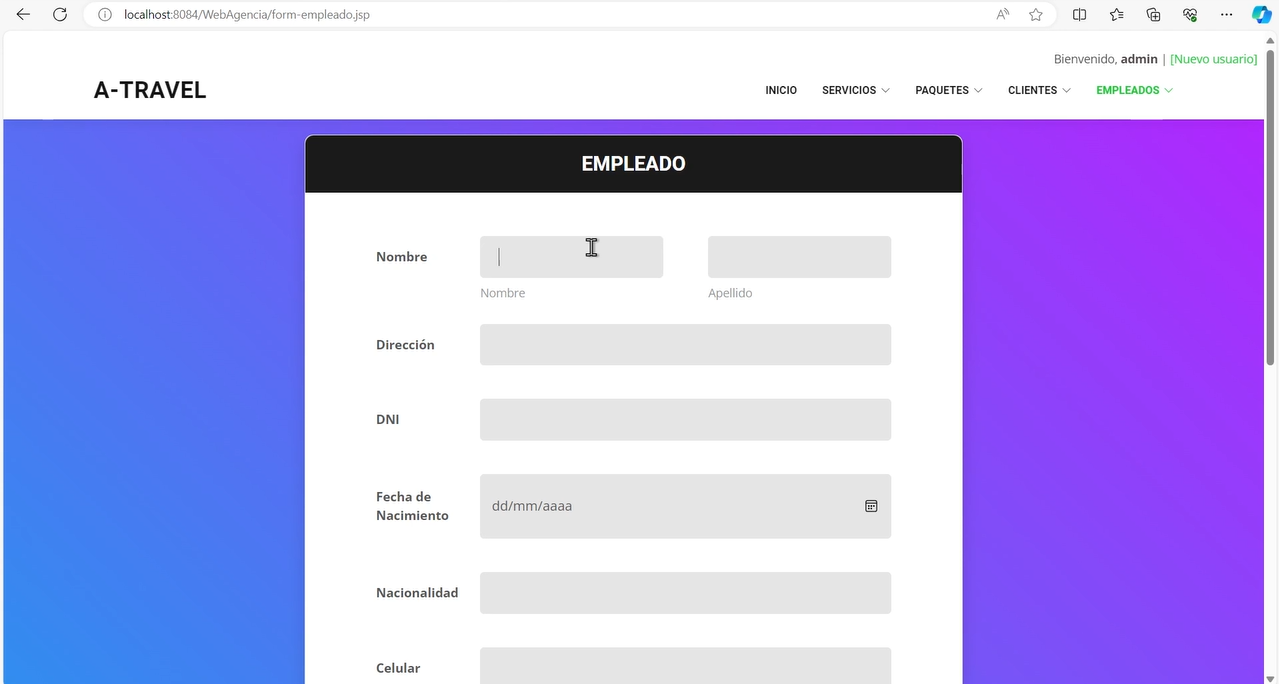 localhost:8084/WebAgencia/form-empleado.jsp
Bienvenido, admin | [Nuevo usuario]
A-TRAVEL
INICIO SERVICIOS PAQUETES CLIENTES EMPLEADOS
EMPLEADO
Nombre
Nombre Apellido
Dirección
DNI
Fecha de
Nacimiento
dd/mm/aaaa
Nacionalidad
Celular